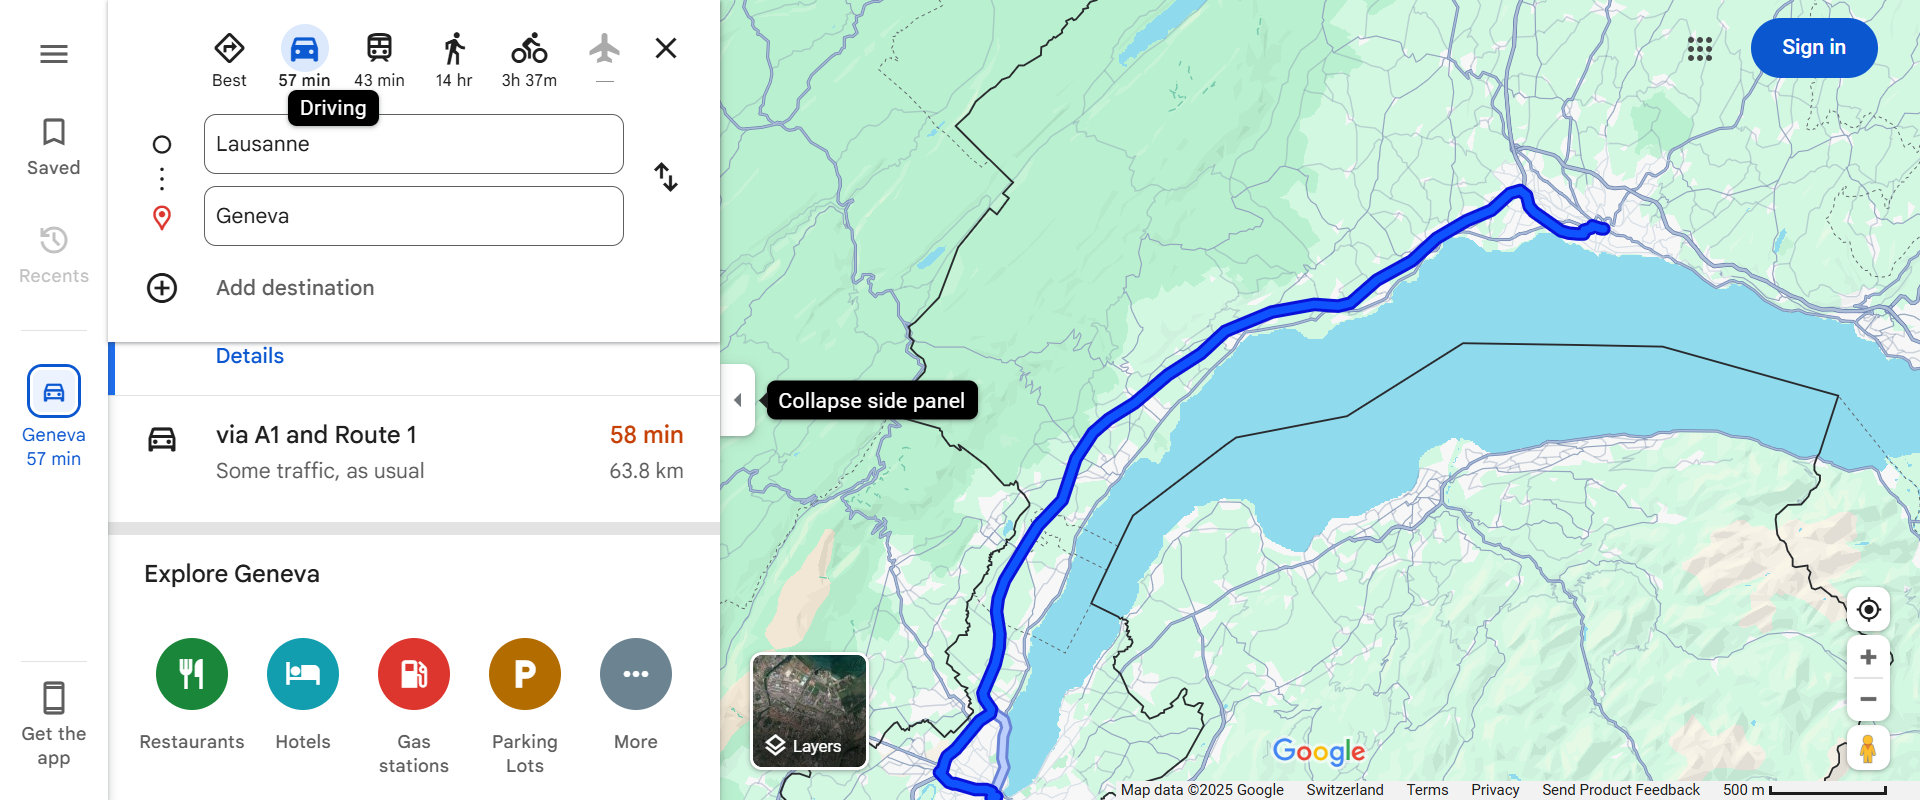 Best
57 min
43 min
14 hr
3h 37m
—
Driving
Lausanne
Geneva
Add destination
Saved
Recents
Geneva
57 min
Get the
app
Details
via A1 and Route 1
58 min
Some traffic, as usual
63.8 km
Explore Geneva
Restaurants
Hotels
Gas
stations
P
Parking
Lots
More
Collapse side panel
Sign in
Layers
Google
Map data ©2025 Google
Switzerland
Terms
Privacy
Send Product Feedback
500 m